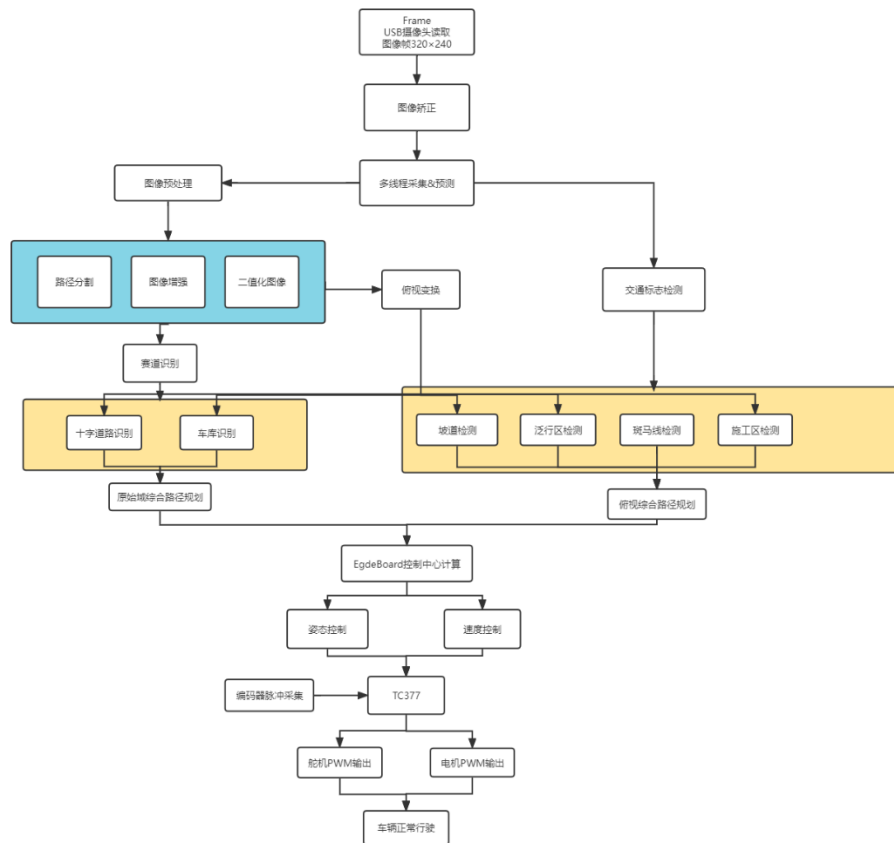 Frame
USB摄像头读取
图像帧320×240
图像矫正
图像预处理
多线程采集&预测
路径分割
图像增强
二值化图像
俯视变换
交通标志检测
赛道识别
十字道路识别
车库识别
坡道检测
泛行区检测
斑马线检测
施工区检测
原始域综合路径规划
俯视综合路径规划
EgdeBoard控制中心计算
姿态控制
速度控制
编码器脉冲采集
TC377
舵机PWM输出
电机PWM输出
车辆正常行驶